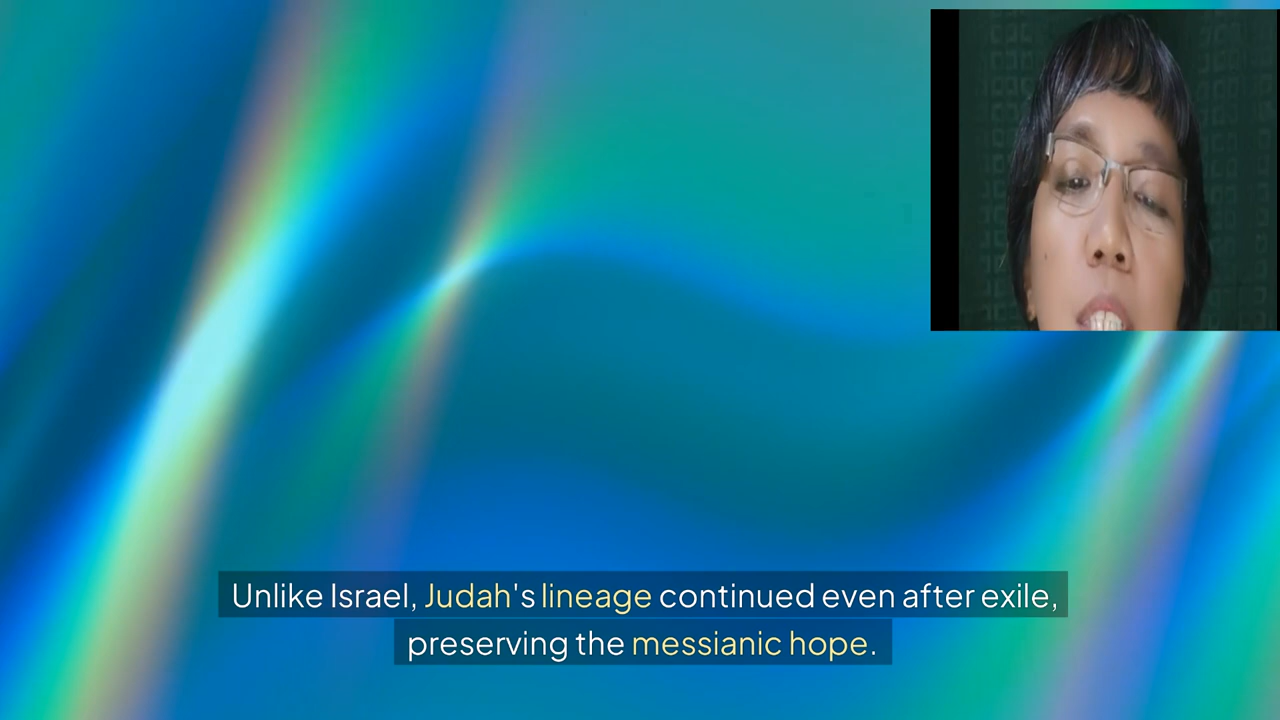 Unlike Israel, Judah's lineage continued even after exile,
preserving the messianic hope.